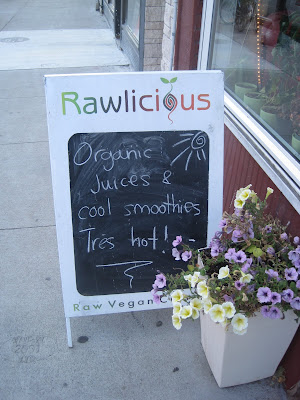 Rawlicious
Organic
Juices &
cool smoothies
Très hot!
Raw Vegan